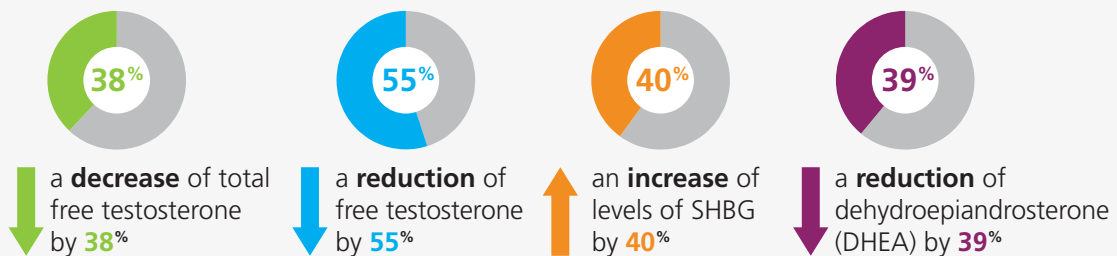 38%
a decrease of total
free testosterone
by 38%
55%
a reduction of
free testosterone
by 55%
40%
an increase of
levels of SHBG
by 40%
39%
a reduction of
dehydroepiandrosterone
(DHEA) by 39%